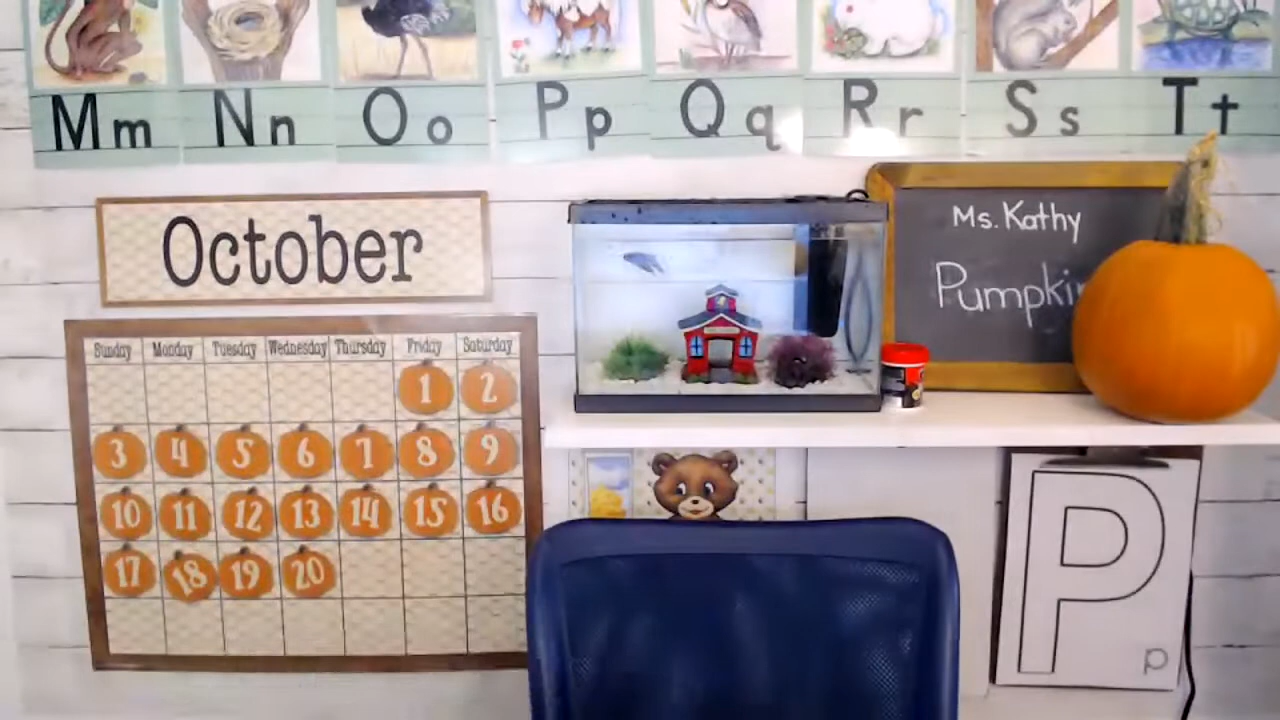 Mm Nn Oo Pp Qq Rr Ss Tt
October
Ms. Kathy
Sunday Monday Tuesday Wednesday Thursday Friday Saturday
1 2
3 4 5 6 7 8 9
10 11 12 13 14 15 16
17 18 19 20
P
p